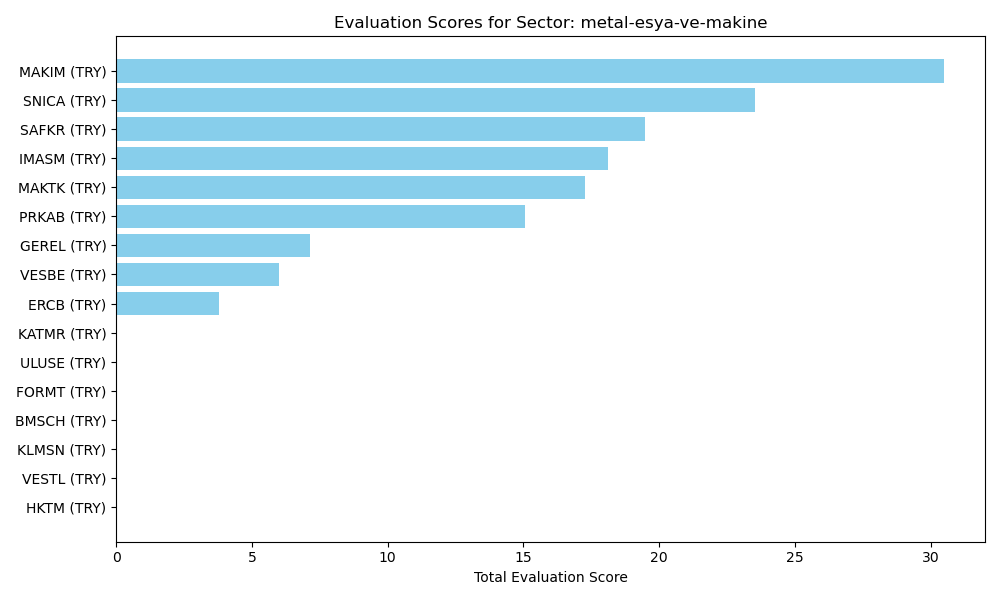 Evaluation Scores for Sector: metal-esya-ve-makine
MAKIM (TRY)
SNICA (TRY)
SAFKR (TRY)
IMASM (TRY)
MAKTK (TRY)
PRKAB (TRY)
GEREL (TRY)
VESBE (TRY)
ERCB (TRY)
KATMR (TRY)
ULUSE (TRY)
FORMT (TRY)
BMSCH (TRY)
KLMSN (TRY)
VESTL (TRY)
HKTM (TRY)
0 5 10 15 20 25 30
Total Evaluation Score